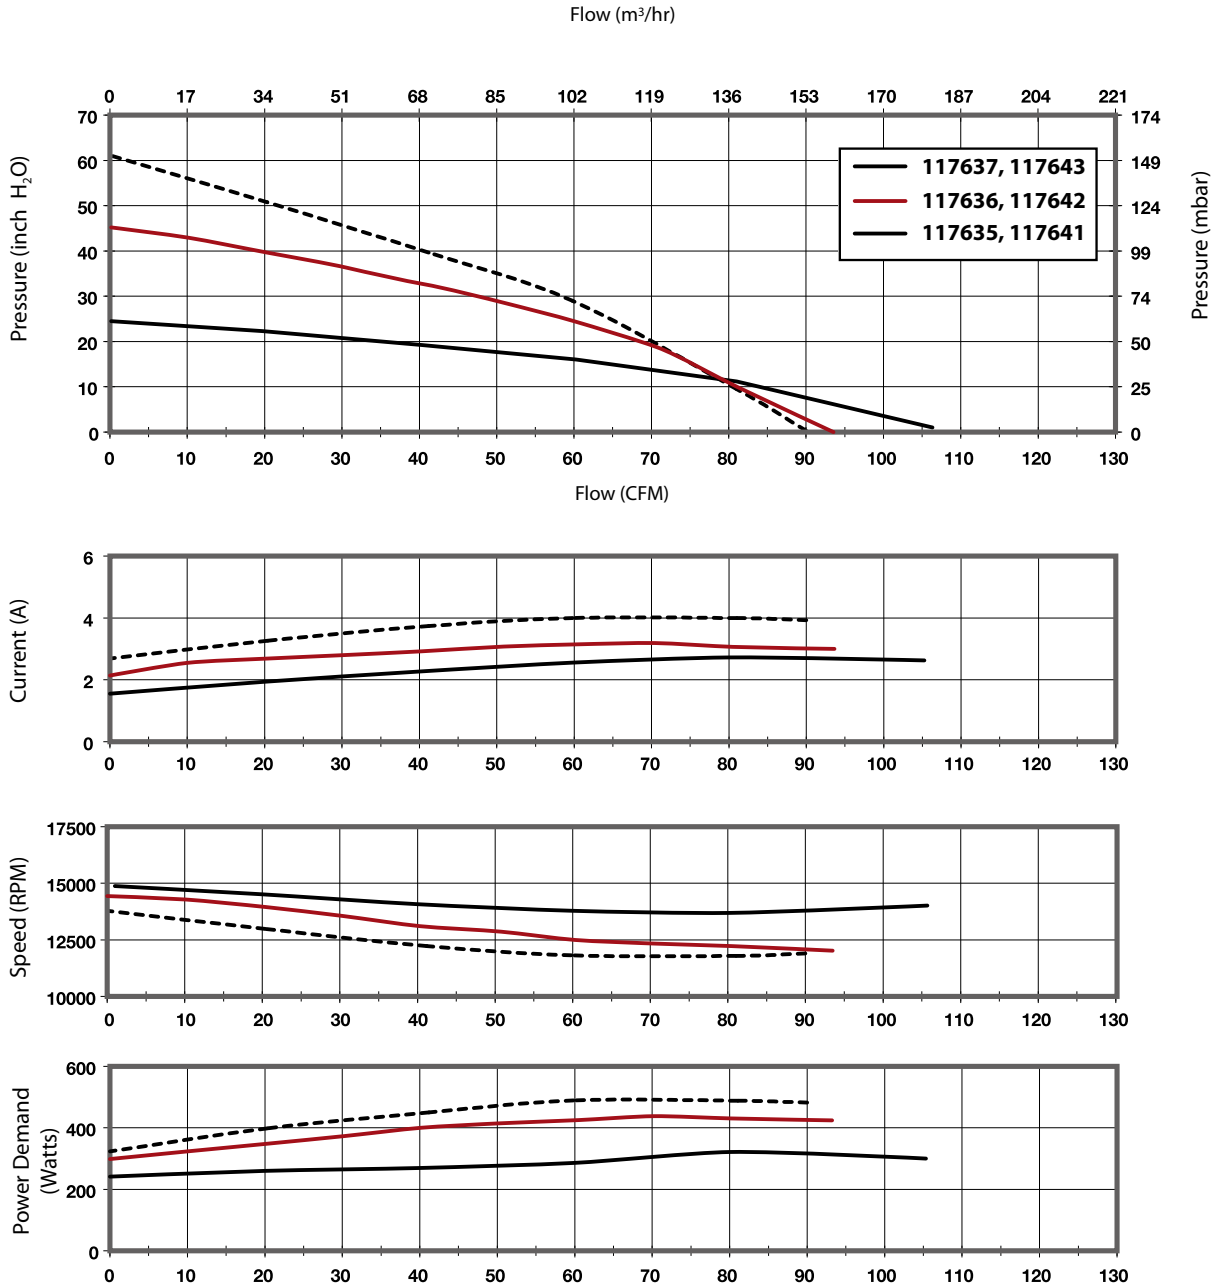 Flow (m³/hr)
0 17 34 51 68 85 102 119 136 153 170 187 204 221
70 174
60 149
50 124
40 99
30 74
20 50
10 25
0 0
Pressure (inch H₂O)
Pressure (mbar)
117637, 117643
117636, 117642
117635, 117641
0 10 20 30 40 50 60 70 80 90 100 110 120 130
Flow (CFM)
Current (A)
6
4
2
0
0 10 20 30 40 50 60 70 80 90 100 110 120 130
Speed (RPM)
17500
15000
12500
10000
0 10 20 30 40 50 60 70 80 90 100 110 120 130
Power Demand
(Watts)
600
400
200
0
0 10 20 30 40 50 60 70 80 90 100 110 120 130